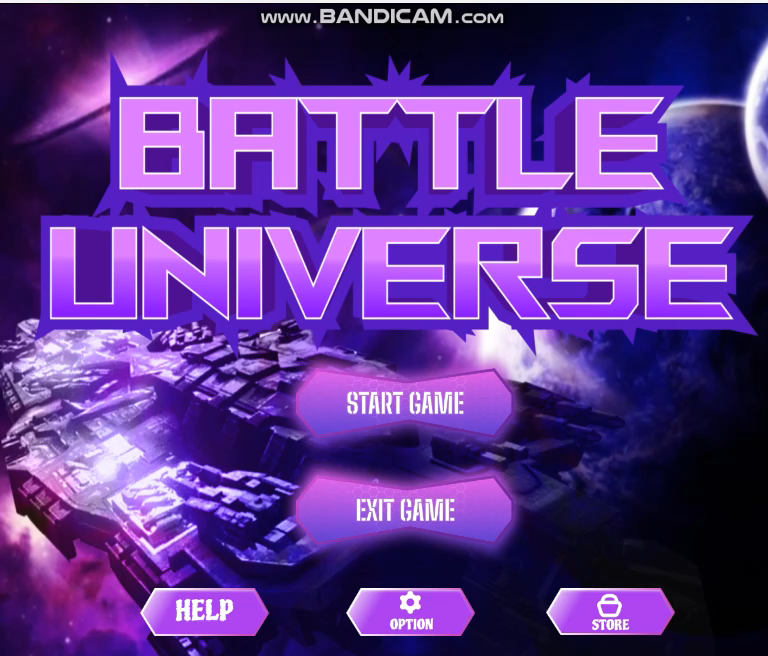 www.BANDICAM.com
BATTLE
UNIVERSE
START GAME
EXIT GAME
HELP
OPTION
STORE